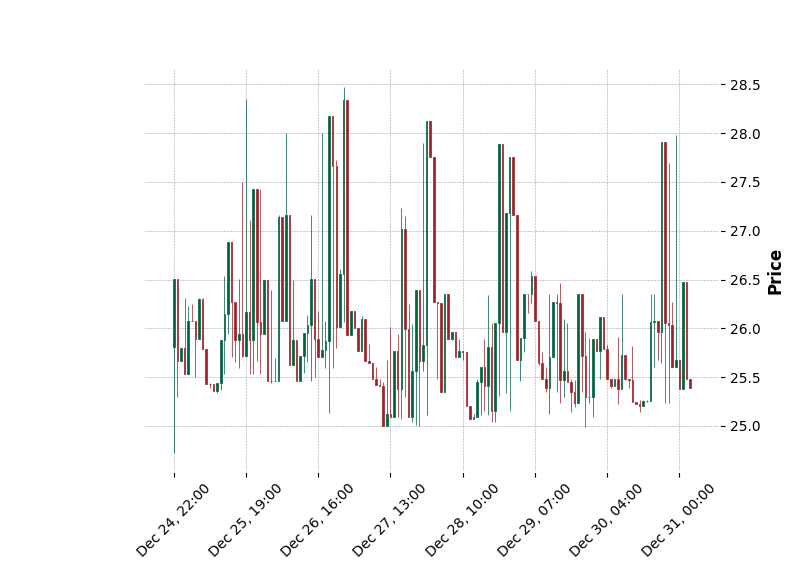 28.5
28.0
27.5
27.0
26.5
26.0
25.5
25.0
Price
Dec 24, 22:00
Dec 25, 19:00
Dec 26, 16:00
Dec 27, 13:00
Dec 28, 10:00
Dec 29, 07:00
Dec 30, 04:00
Dec 31, 00:00